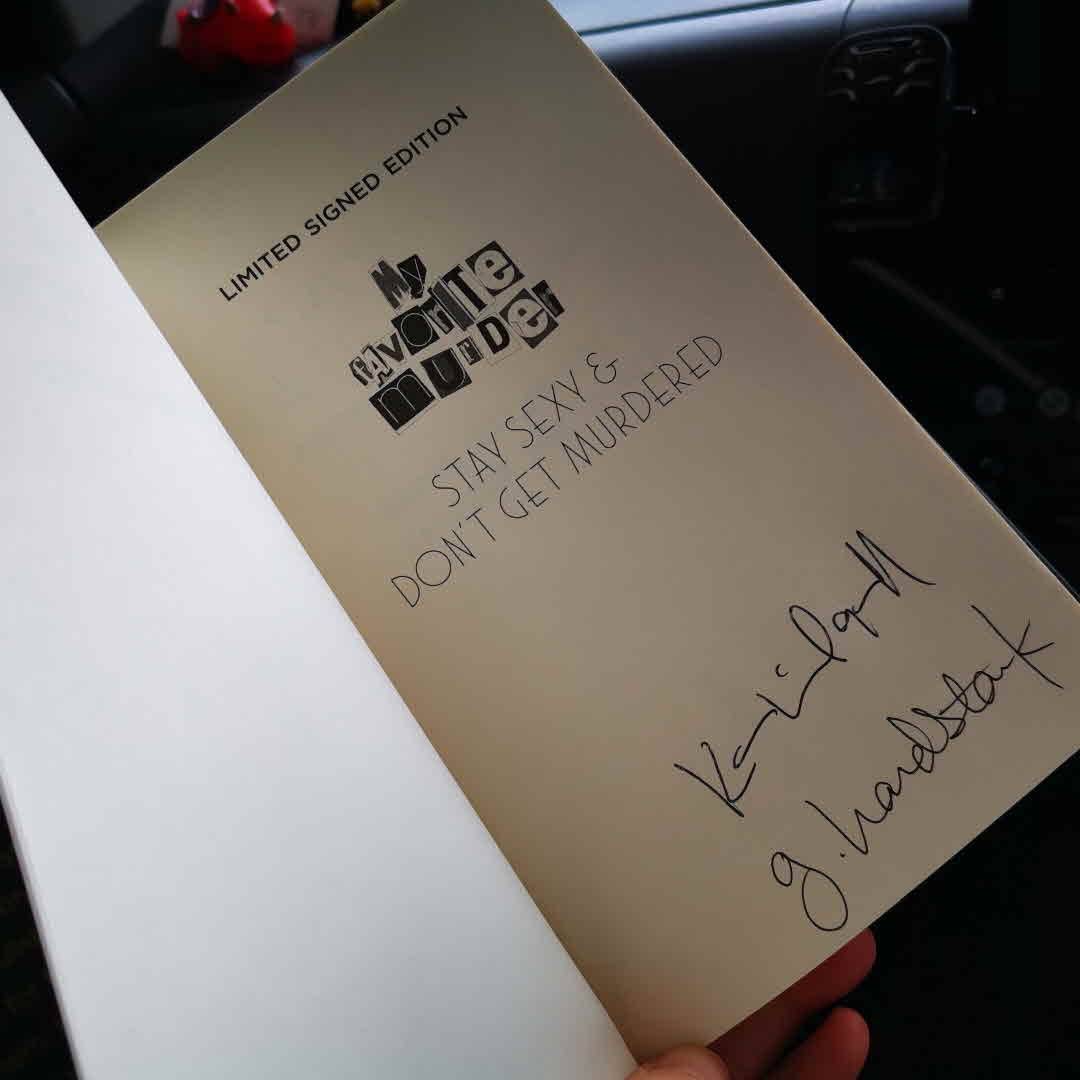 LIMITED SIGNED EDITION
My
FAVORITE
MURDER
STAY SEXY &
DON'T GET MURDERED
g.hardstark